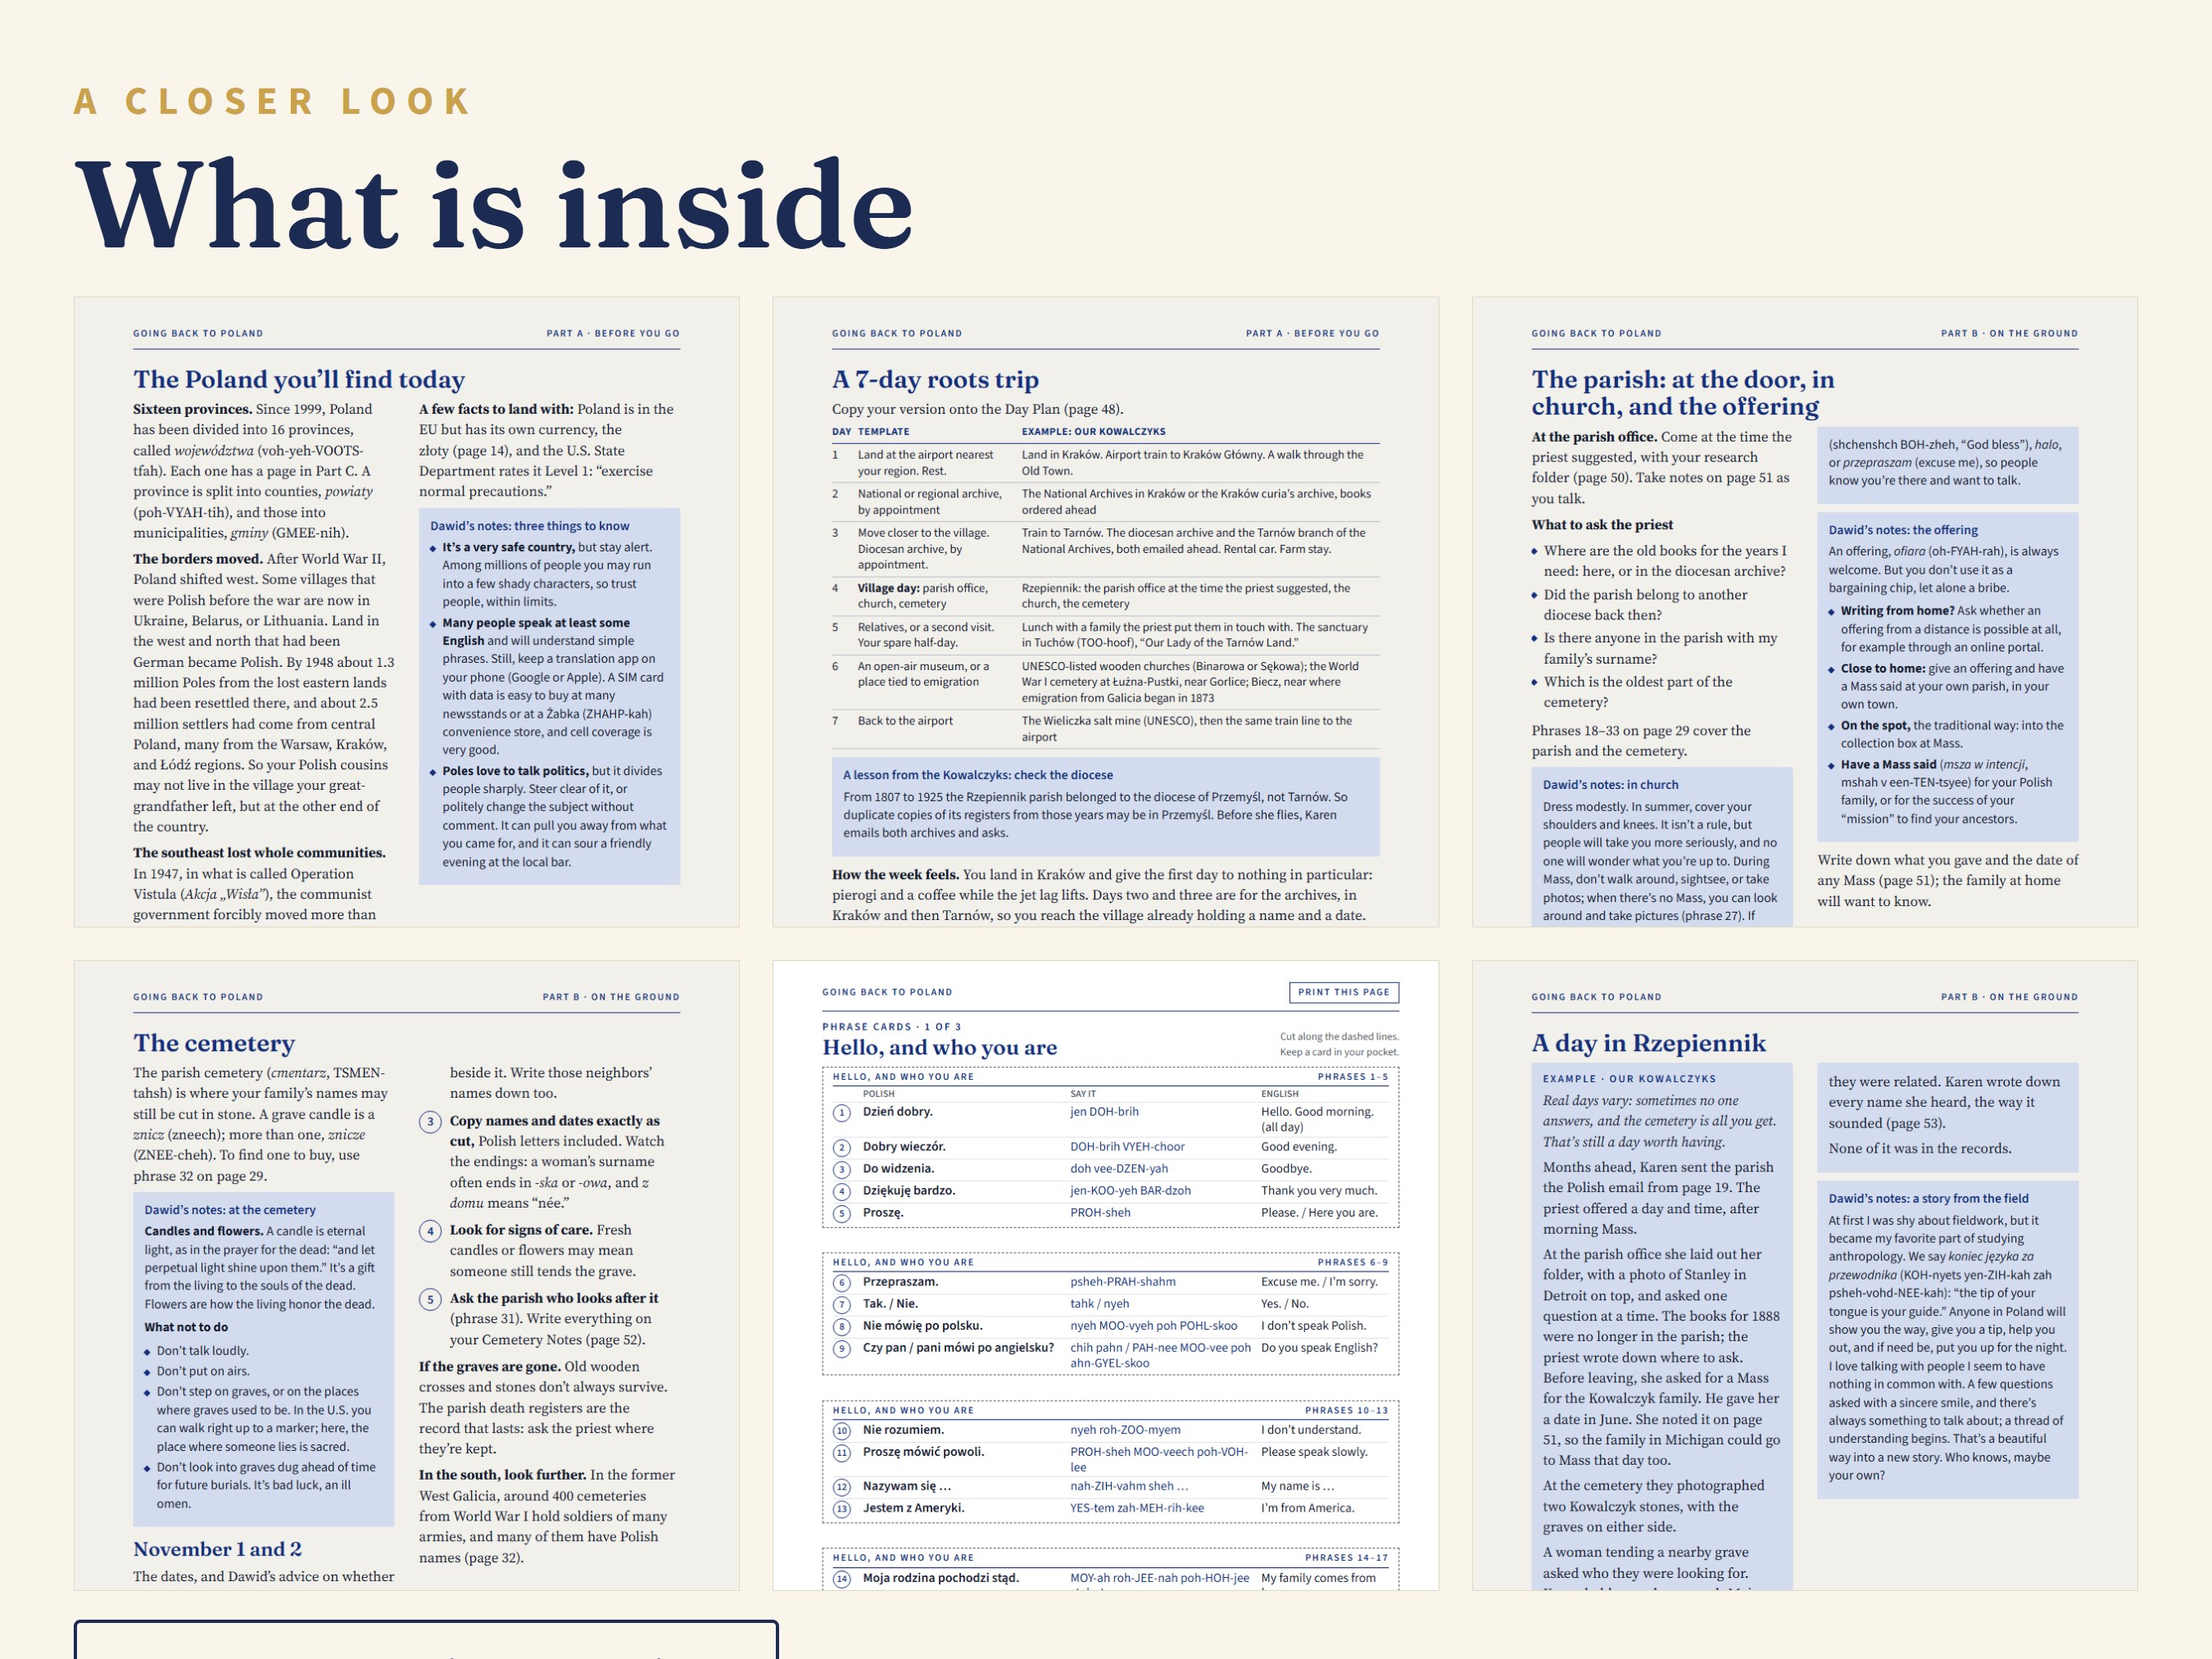 A CLOSER LOOK
What is inside
GOING BACK TO POLAND
PART A · BEFORE YOU GO
The Poland you’ll find today
Sixteen provinces. Since 1999, Poland
has been divided into 16 provinces,
called województwa (voh-yeh-VOOTS-
tfah). Each one has a page in Part C. A
province is split into counties, powiaty
(poh-VYAH-tih), and those into
municipalities, gminy (GMEE-nih).
The borders moved. After World War II,
Poland shifted west. Some villages that
were Polish before the war are now in
Ukraine, Belarus, or Lithuania. Land in
the west and north that had been
German became Polish. By 1948 about 1.3
million Poles from the lost eastern lands
had been resettled there, and about 2.5
million settlers had come from central
Poland, many from the Warsaw, Kraków,
and Łódź regions. So your Polish cousins
may not live in the village your great-
grandfather left, but at the other end of
the country.
The southeast lost whole communities.
In 1947, in what is called Operation
Vistula (Akcja „Wisła”), the communist
government forcibly moved more than
A few facts to land with: Poland is in the
EU but has its own currency, the
złoty (page 14), and the U.S. State
Department rates it Level 1: “exercise
normal precautions.”
Dawid’s notes: three things to know
◆ It’s a very safe country, but stay alert.
Among millions of people you may run
into a few shady characters, so trust
people, within limits.
◆ Many people speak at least some
English and will understand simple
phrases. Still, keep a translation app on
your phone (Google or Apple). A SIM card
with data is easy to buy at many
newsstands or at a Żabka (ZHAHP-kah)
convenience store, and cell coverage is
very good.
◆ Poles love to talk politics, but it divides
people sharply. Steer clear of it, or
politely change the subject without
comment. It can pull you away from what
you came for, and it can sour a friendly
evening at the local bar.
GOING BACK TO POLAND
PART A · BEFORE YOU GO
A 7-day roots trip
Copy your version onto the Day Plan (page 48).
DAY TEMPLATE EXAMPLE: OUR KOWALCZYKS
1 Land at the airport nearest
your region. Rest.
Land in Kraków. Airport train to Kraków Główny. A walk through the
Old Town.
2 National or regional archive,
by appointment
The National Archives in Kraków or the Kraków curia’s archive, books
ordered ahead
3 Move closer to the village.
Diocesan archive, by
appointment.
Train to Tarnów. The diocesan archive and the Tarnów branch of the
National Archives, both emailed ahead. Rental car. Farm stay.
4 Village day: parish office,
church, cemetery
Rzepiennik: the parish office at the time the priest suggested, the
church, the cemetery
5 Relatives, or a second visit.
Your spare half-day.
Lunch with a family the priest put them in touch with. The sanctuary
in Tuchów (TOO-hoof), “Our Lady of the Tarnów Land.”
6 An open-air museum, or a
place tied to emigration
UNESCO-listed wooden churches (Binarowa or Sękowa); the World
War I cemetery at Łużna-Pustki, near Gorlice; Biecz, near where
emigration from Galicia began in 1873
7 Back to the airport
The Wieliczka salt mine (UNESCO), then the same train line to the
airport
A lesson from the Kowalczyks: check the diocese
From 1807 to 1925 the Rzepiennik parish belonged to the diocese of Przemyśl, not Tarnów. So
duplicate copies of its registers from those years may be in Przemyśl. Before she flies, Karen
emails both archives and asks.
How the week feels. You land in Kraków and give the first day to nothing in particular:
pierogi and a coffee while the jet lag lifts. Days two and three are for the archives, in
Kraków and then Tarnów, so you reach the village already holding a name and a date.
GOING BACK TO POLAND
PART B · ON THE GROUND
The parish: at the door, in
church, and the offering
At the parish office. Come at the time the
priest suggested, with your research
folder (page 50). Take notes on page 51 as
you talk.
What to ask the priest
◆ Where are the old books for the years I
need: here, or in the diocesan archive?
◆ Did the parish belong to another
diocese back then?
◆ Is there anyone in the parish with my
family’s surname?
◆ Which is the oldest part of the
cemetery?
Phrases 18–33 on page 29 cover the
parish and the cemetery.
Dawid’s notes: in church
Dress modestly. In summer, cover your
shoulders and knees. It isn’t a rule, but
people will take you more seriously, and no
one will wonder what you’re up to. During
Mass, don’t walk around, sightsee, or take
photos; when there’s no Mass, you can look
around and take pictures (phrase 27). If
(shchenshch BOH-zheh, “God bless”), halo,
or przepraszam (excuse me), so people
know you’re there and want to talk.
Dawid’s notes: the offering
An offering, ofiara (oh-FYAH-rah), is always
welcome. But you don’t use it as a
bargaining chip, let alone a bribe.
◆ Writing from home? Ask whether an
offering from a distance is possible at all,
for example through an online portal.
◆ Close to home: give an offering and have
a Mass said at your own parish, in your
own town.
◆ On the spot, the traditional way: into the
collection box at Mass.
◆ Have a Mass said (msza w intencji,
mshah v een-TEN-tsyee) for your Polish
family, or for the success of your
“mission” to find your ancestors.
Write down what you gave and the date of
any Mass (page 51); the family at home
will want to know.
GOING BACK TO POLAND
PART B · ON THE GROUND
The cemetery
The parish cemetery (cmentarz, TSMEN-
tahsh) is where your family’s names may
still be cut in stone. A grave candle is a
znicz (zneech); more than one, znicze
(ZNEE-cheh). To find one to buy, use
phrase 32 on page 29.
Dawid’s notes: at the cemetery
Candles and flowers. A candle is eternal
light, as in the prayer for the dead: “and let
perpetual light shine upon them.” It’s a gift
from the living to the souls of the dead.
Flowers are how the living honor the dead.
What not to do
◆ Don’t talk loudly.
◆ Don’t put on airs.
◆ Don’t step on graves, or on the places
where graves used to be. In the U.S. you
can walk right up to a marker; here, the
place where someone lies is sacred.
◆ Don’t look into graves dug ahead of time
for future burials. It’s bad luck, an ill
omen.
November 1 and 2
The dates, and Dawid’s advice on whether
beside it. Write those neighbors’
names down too.
3 Copy names and dates exactly as
cut, Polish letters included. Watch
the endings: a woman’s surname
often ends in -ska or -owa, and z
domu means “née.”
4 Look for signs of care. Fresh
candles or flowers may mean
someone still tends the grave.
5 Ask the parish who looks after it
(phrase 31). Write everything on
your Cemetery Notes (page 52).
If the graves are gone. Old wooden
crosses and stones don’t always survive.
The parish death registers are the
record that lasts: ask the priest where
they’re kept.
In the south, look further. In the former
West Galicia, around 400 cemeteries
from World War I hold soldiers of many
armies, and many of them have Polish
names (page 32).
GOING BACK TO POLAND
PRINT THIS PAGE
PHRASE CARDS · 1 OF 3
Hello, and who you are
Cut along the dashed lines.
Keep a card in your pocket.
HELLO, AND WHO YOU ARE PHRASES 1–5
POLISH SAY IT ENGLISH
1 Dzień dobry. jen DOH-brih Hello. Good morning.
(all day)
2 Dobry wieczór. DOH-brih VYEH-choor Good evening.
3 Do widzenia. doh vee-DZEN-yah Goodbye.
4 Dziękuję bardzo. jen-KOO-yeh BAR-dzoh Thank you very much.
5 Proszę. PROH-sheh Please. / Here you are.
HELLO, AND WHO YOU ARE PHRASES 6–9
6 Przepraszam. psheh-PRAH-shahm Excuse me. / I’m sorry.
7 Tak. / Nie. tahk / nyeh Yes. / No.
8 Nie mówię po polsku. nyeh MOO-vyeh poh POHL-skoo I don’t speak Polish.
9 Czy pan / pani mówi po angielsku? chih pahn / PAH-nee MOO-vee poh Do you speak English?
ahn-GYEL-skoo
HELLO, AND WHO YOU ARE PHRASES 10–13
10 Nie rozumiem. nyeh roh-ZOO-myem I don’t understand.
11 Proszę mówić powoli. PROH-sheh MOO-veech poh-VOH- Please speak slowly.
lee
12 Nazywam się … nah-ZIH-vahm sheh … My name is …
13 Jestem z Ameryki. YES-tem zah-MEH-rih-kee I’m from America.
HELLO, AND WHO YOU ARE PHRASES 14–17
14 Moja rodzina pochodzi stąd. MOY-ah roh-JEE-nah poh-HOH-jee My family comes from
GOING BACK TO POLAND
PART B · ON THE GROUND
A day in Rzepiennik
EXAMPLE · OUR KOWALCZYKS
Real days vary: sometimes no one
answers, and the cemetery is all you get.
That’s still a day worth having.
Months ahead, Karen sent the parish
the Polish email from page 19. The
priest offered a day and time, after
morning Mass.
At the parish office she laid out her
folder, with a photo of Stanley in
Detroit on top, and asked one
question at a time. The books for 1888
were no longer in the parish; the
priest wrote down where to ask.
Before leaving, she asked for a Mass
for the Kowalczyk family. He gave her
a date in June. She noted it on page
51, so the family in Michigan could go
to Mass that day too.
At the cemetery they photographed
two Kowalczyk stones, with the
graves on either side.
A woman tending a nearby grave
asked who they were looking for.
they were related. Karen wrote down
every name she heard, the way it
sounded (page 53).
None of it was in the records.
Dawid’s notes: a story from the field
At first I was shy about fieldwork, but it
became my favorite part of studying
anthropology. We say koniec języka za
przewodnika (KOH-nyets yen-ZIH-kah zah
psheh-vohd-NEE-kah): “the tip of your
tongue is your guide.” Anyone in Poland will
show you the way, give you a tip, help you
out, and if need be, put you up for the night.
I love talking with people I seem to have
nothing in common with. A few questions
asked with a sincere smile, and there’s
always something to talk about; a thread of
understanding begins. That’s a beautiful
way into a new story. Who knows, maybe
your own?